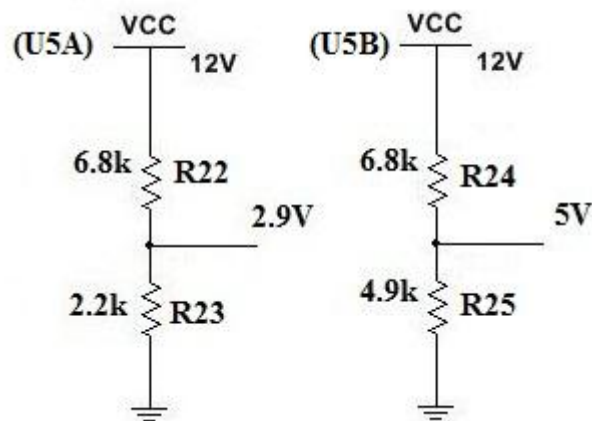 (U5A)
VCC
12V
6.8k
R22
2.9V
2.2k
R23
(U5B)
VCC
12V
6.8k
R24
5V
4.9k
R25